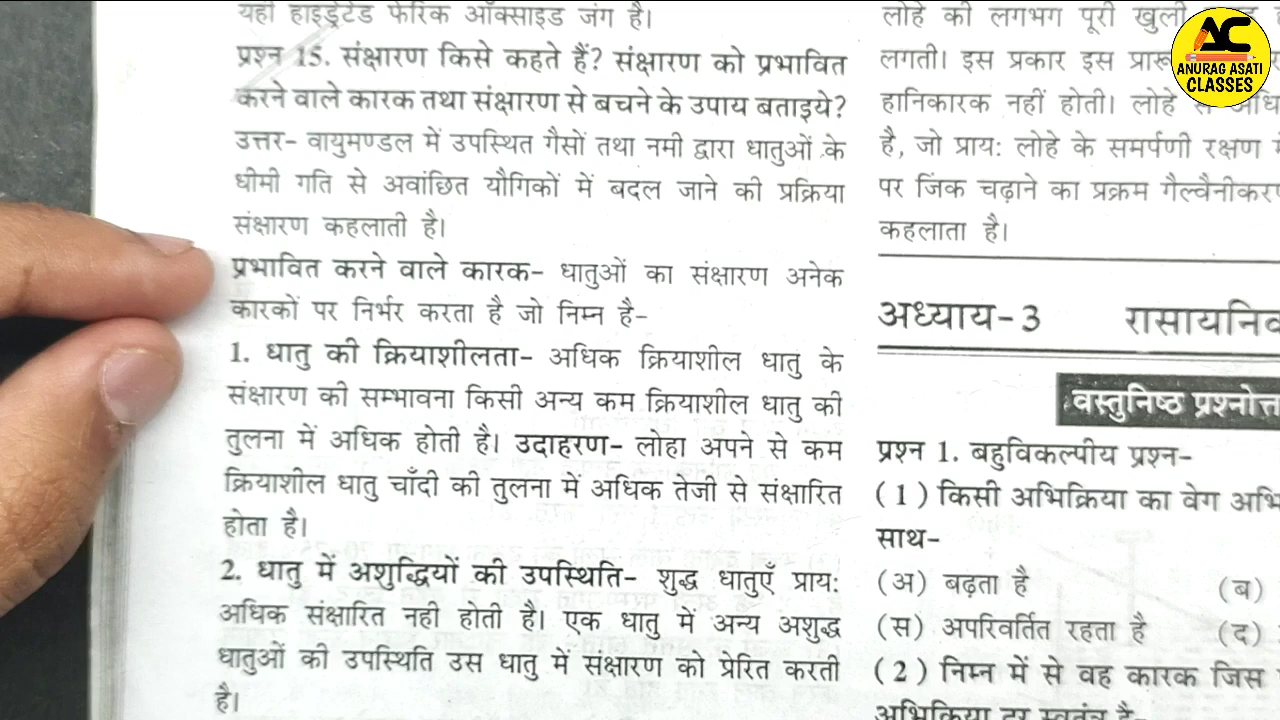 यही हाइड्रेटेड फेरिक ऑक्साइड जंग है।
प्रश्न 15. संक्षारण किसे कहते हैं? संक्षारण को प्रभावित
करने वाले कारक तथा संक्षारण से बचने के उपाय बताइये?
उत्तर- वायुमण्डल में उपस्थित गैसों तथा नमी द्वारा धातुओं के
धीमी गति से अवांछित यौगिकों में बदल जाने की प्रक्रिया
संक्षारण कहलाती है।
प्रभावित करने वाले कारक- धातुओं का संक्षारण अनेक
कारकों पर निर्भर करता है जो निम्न है-
1. धातु की क्रियाशीलता- अधिक क्रियाशील धातु के
संक्षारण की सम्भावना किसी अन्य कम क्रियाशील धातु की
तुलना में अधिक होती है। उदाहरण- लोहा अपने से कम
क्रियाशील धातु चाँदी की तुलना में अधिक तेजी से संक्षारित
होता है।
2. धातु में अशुद्धियों की उपस्थिति- शुद्ध धातुएँ प्राय:
अधिक संक्षारित नही होती है। एक धातु में अन्य अशुद्ध
धातुओं की उपस्थिति उस धातु में संक्षारण को प्रेरित करती
है।
लोहे की लगभग पूरी खुली
लगती। इस प्रकार इस
हानिकारक नहीं होती। लोहे से
है, जो प्राय: लोहे के समर्पणी रक्षण
पर जिंक चढ़ाने का प्रक्रम
कहलाता है।
अध्याय-3
प्रश्न 1. बहुविकल्पीय प्रश्न-
(1) किसी अभिक्रिया का वेग
साथ-
(अ) बढ़ता है (ब)
(स) अपरिवर्तित रहता है (द)
(2) निम्न में से वह कारक जिस
AC
ANURAG ASATI
CLASSES